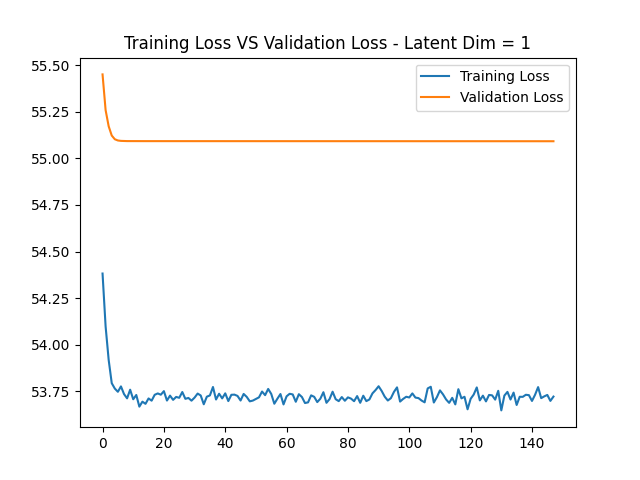 Training Loss VS Validation Loss - Latent Dim = 1
55.50
55.25
55.00
54.75
54.50
54.25
54.00
53.75
Training Loss
Validation Loss
0 20 40 60 80 100 120 140